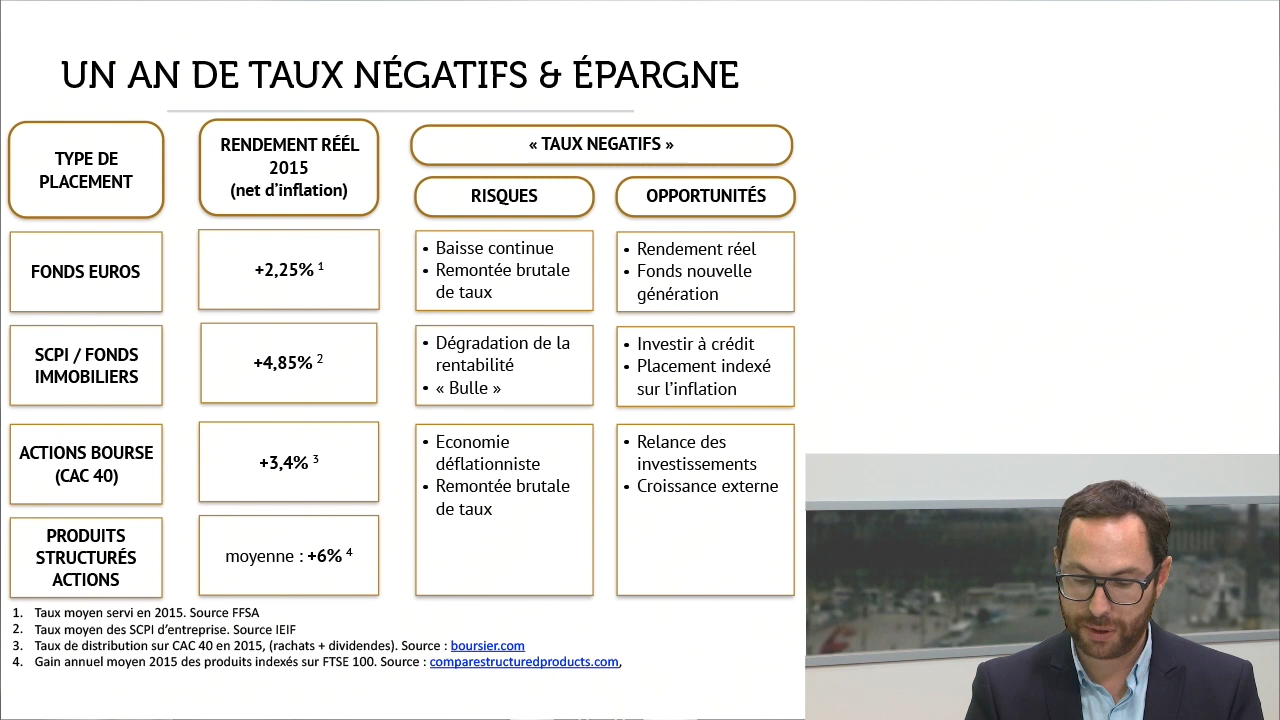 UN AN DE TAUX NÉGATIFS & ÉPARGNE
TYPE DE
PLACEMENT
RENDEMENT RÉÉL
2015
(net d’inflation)
« TAUX NEGATIFS »
RISQUES
OPPORTUNITÉS
FONDS EUROS
+2,25% 1
• Baisse continue
• Remontée brutale
de taux
• Rendement réel
• Fonds nouvelle
génération
SCPI / FONDS
IMMOBILIERS
+4,85% 2
• Dégradation de la
rentabilité
• « Bulle »
• Investir à crédit
• Placement indexé
sur l’inflation
ACTIONS BOURSE
(CAC 40)
+3,4% 3
• Economie
déflationniste
• Remontée brutale
de taux
• Relance des
investissements
• Croissance externe
PRODUITS
STRUCTURÉS
ACTIONS
moyenne : +6% 4
1. Taux moyen servi en 2015. Source FFSA
2. Taux moyen des SCPI d’entreprise. Source IEIF
3. Taux de distribution sur CAC 40 en 2015, (rachats + dividendes). Source : boursier.com
4. Gain annuel moyen 2015 des produits indexés sur FTSE 100. Source : comparestructuredproducts.com,